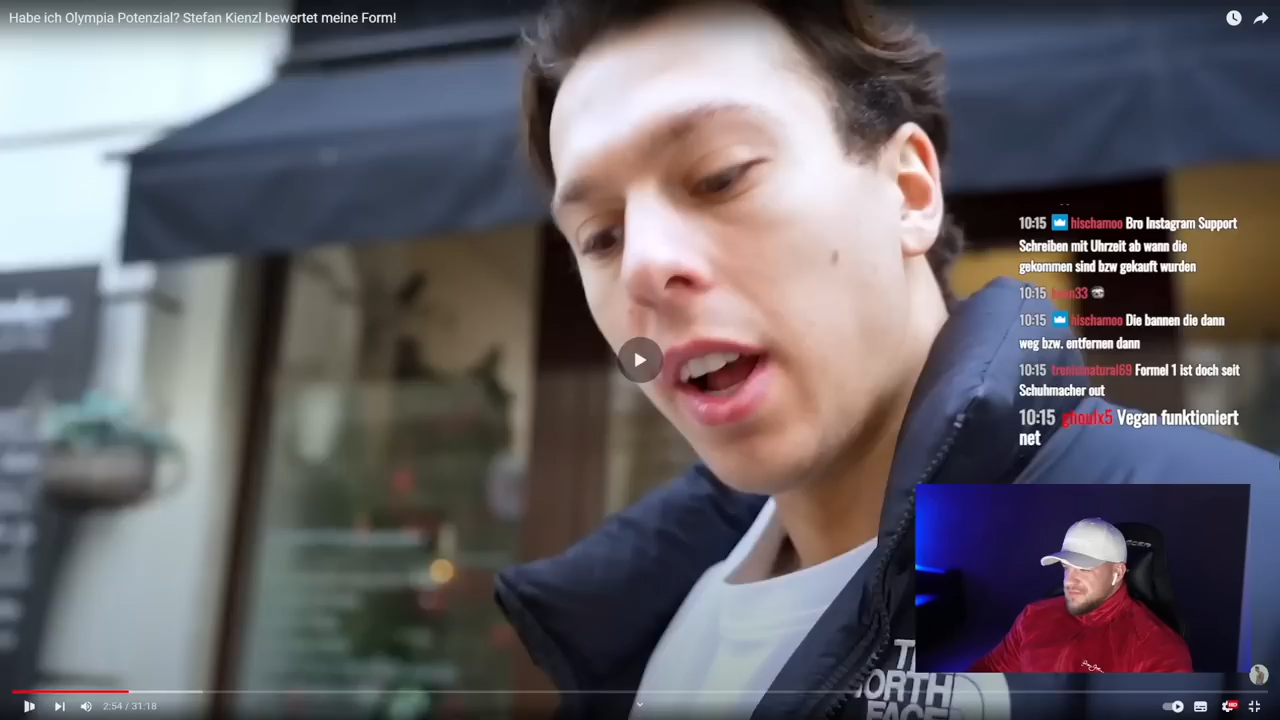 Habe ich Olympia Potenzial? Stefan Kienzl bewertet meine Form!
10:15 hischamoo Bro Instagram Support
Schreiben mit Uhrzeit ab wann die
gekommen sind bzw gekauft wurden
10:15
10:15 hischamoo Die bannen die dann
weg bzw. entfernen dann
10:15 trenisnatural69 Formel 1 ist doch seit
Schuhmacher out
10:15 ghoulx5 Vegan funktioniert
net
NORTH
FACE
2:54 / 31:18
HD